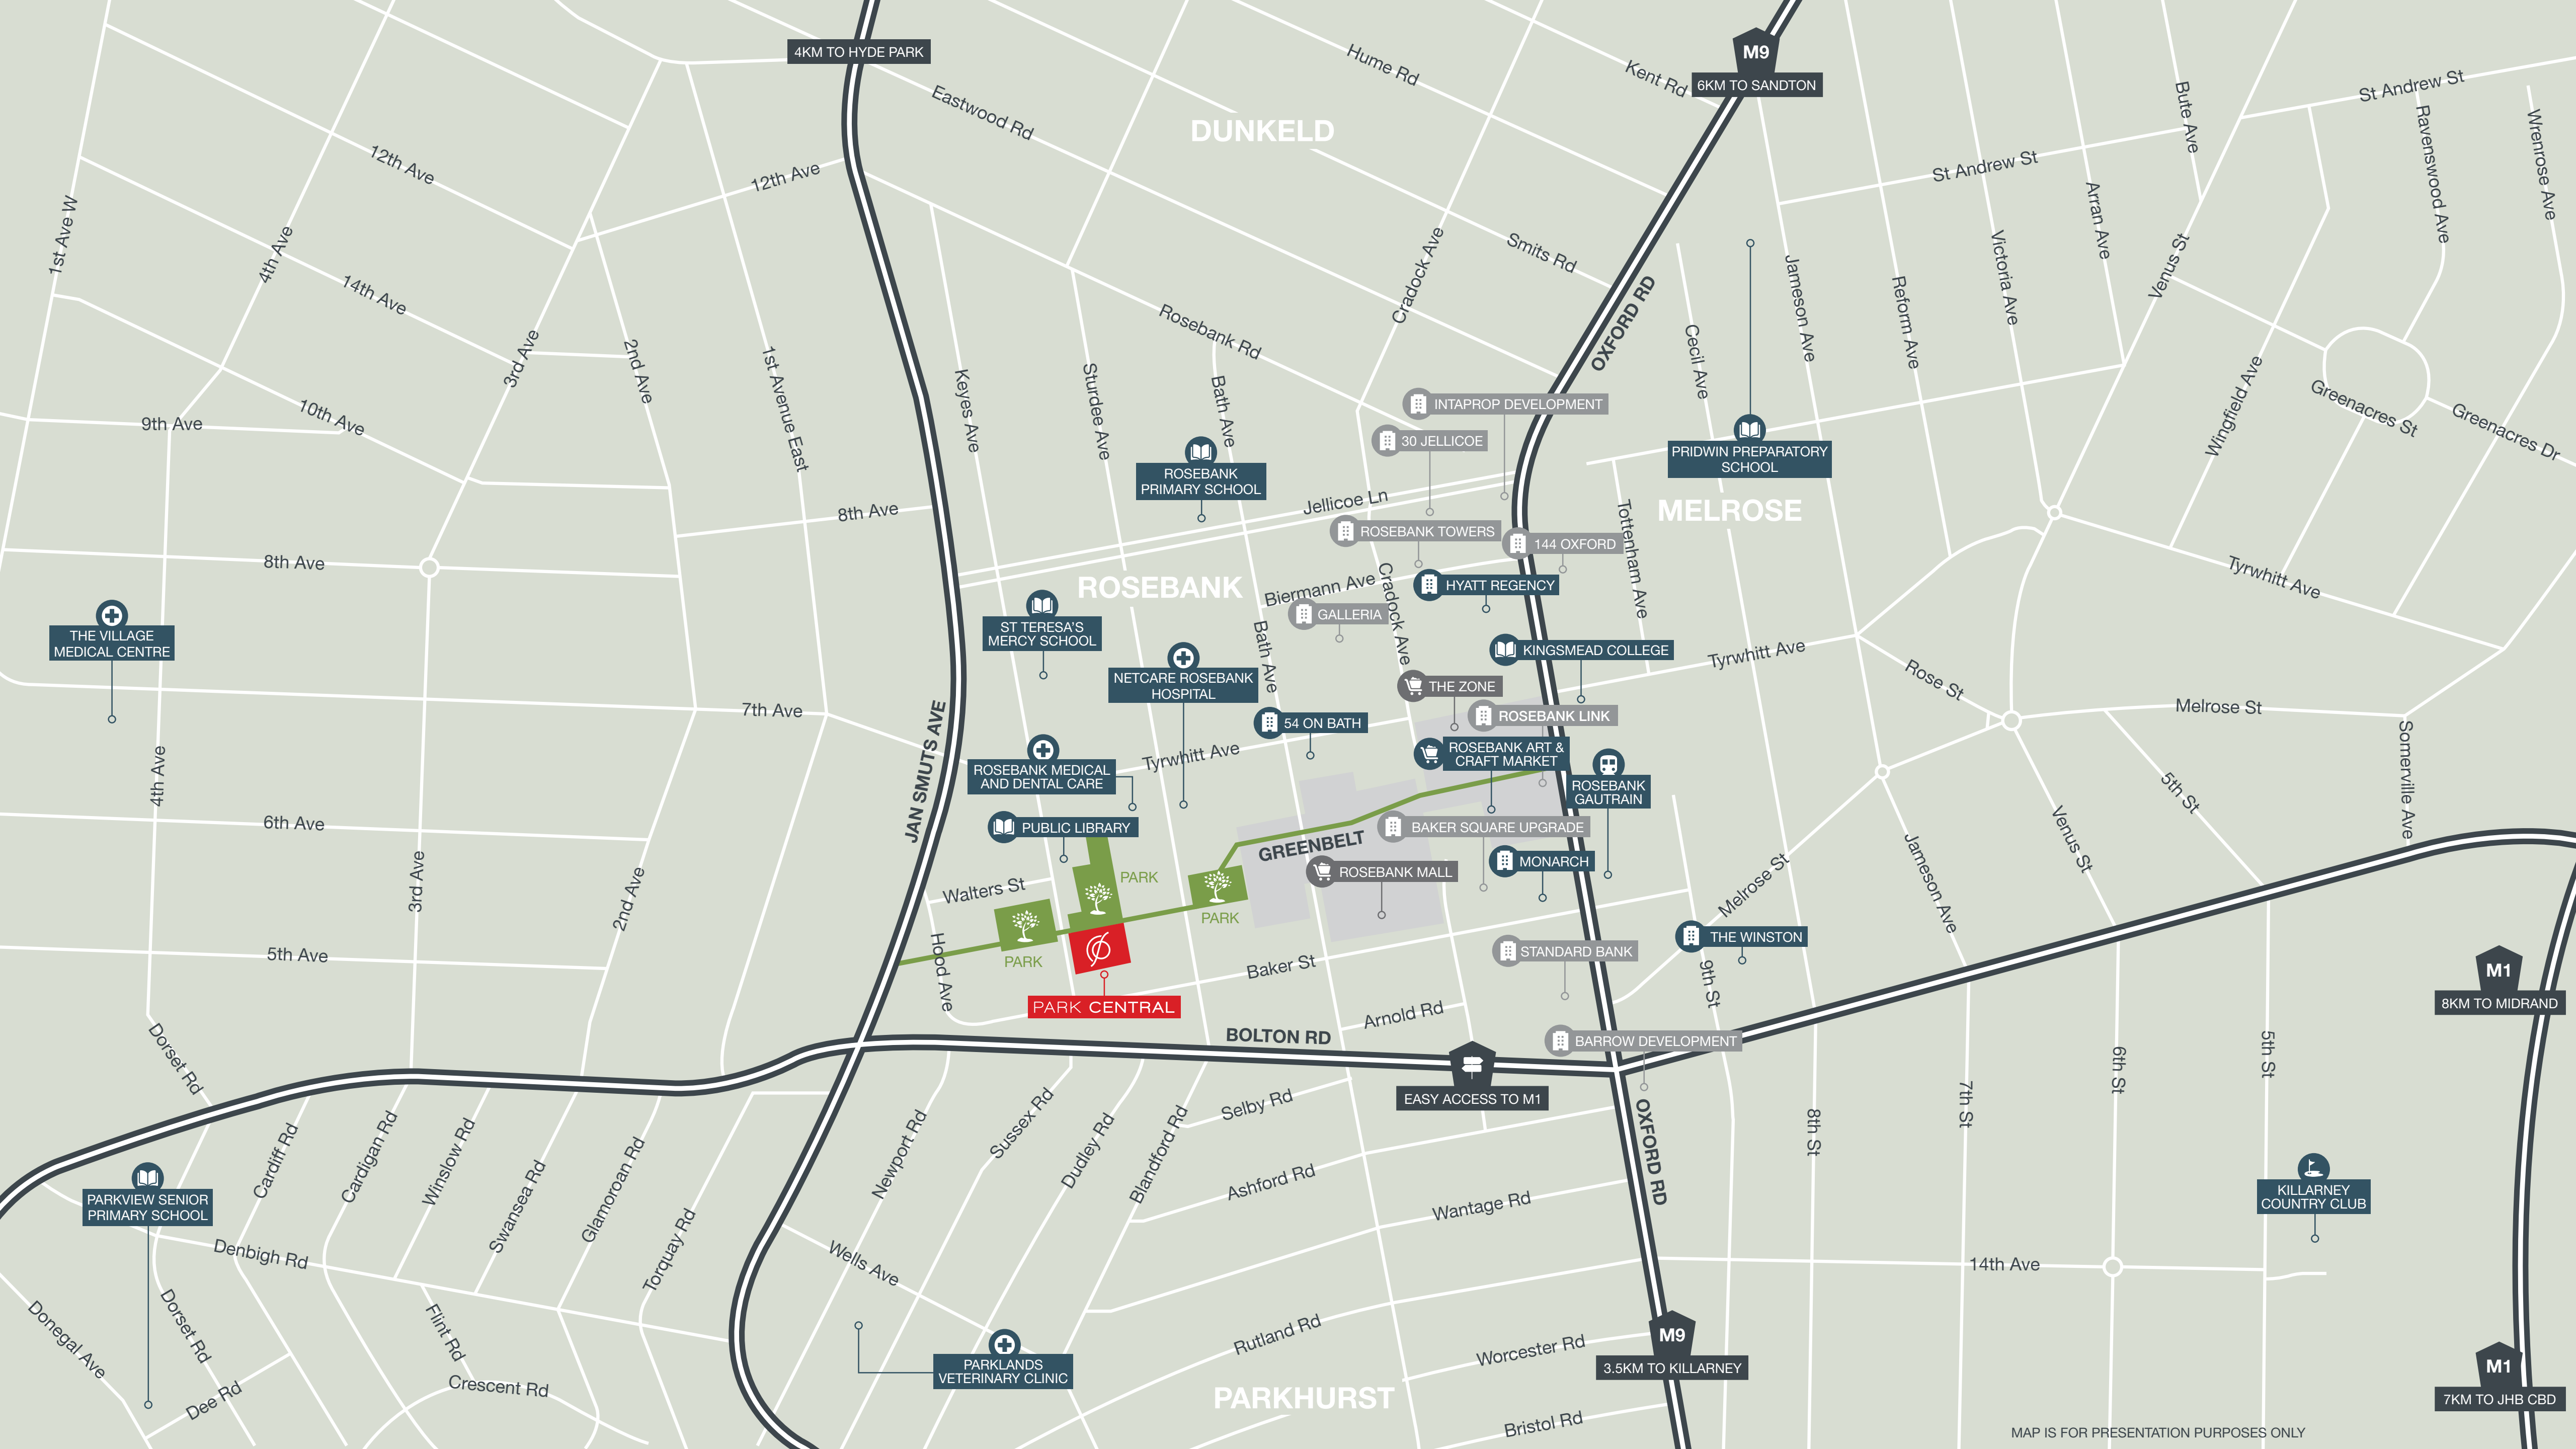 4KM TO HYDE PARK
M9
6KM TO SANDTON
Hume Rd
Kent Rd
St Andrew St
Bute Ave
Ravenswood Ave
Wrenrose Ave
Eastwood Rd
DUNKELD
12th Ave
12th Ave
St Andrew St
Arran Ave
1st Ave W
4th Ave
14th Ave
Cradock Ave
Smits Rd
OXFORD RD
Jameson Ave
Reform Ave
Victoria Ave
Venus St
3rd Ave
2nd Ave
1st Avenue East
Rosebank Rd
Cecil Ave
Wingfield Ave
Greenacres St
Greenacres Dr
9th Ave
10th Ave
Keyes Ave
Sturdee Ave
Bath Ave
INTAPROP DEVELOPMENT
30 JELLICOE
PRIDWIN PREPARATORY
SCHOOL
ROSEBANK
PRIMARY SCHOOL
Jellicoe Ln
MELROSE
8th Ave
ROSEBANK TOWERS
144 OXFORD
Tottenham Ave
8th Ave
ROSEBANK
Biermann Ave
Cradock Ave
HYATT REGENCY
Tyrwhitt Ave
GALLERIA
THE VILLAGE
MEDICAL CENTRE
ST TERESA'S
MERCY SCHOOL
Bath Ave
KINGSMEAD COLLEGE
Tyrwhitt Ave
NETCARE ROSEBANK
HOSPITAL
THE ZONE
Rose St
7th Ave
JAN SMUTS AVE
54 ON BATH
ROSEBANK LINK
Melrose St
Somerville Ave
4th Ave
ROSEBANK MEDICAL
AND DENTAL CARE
Tyrwhitt Ave
ROSEBANK ART &
CRAFT MARKET
ROSEBANK
GAUTRAIN
5th St
6th Ave
PUBLIC LIBRARY
GREENBELT
BAKER SQUARE UPGRADE
Venus St
3rd Ave
2nd Ave
Walters St
PARK
PARK
PARK
ROSEBANK MALL
MONARCH
Melrose St
Jameson Ave
5th Ave
Hood Ave
Baker St
STANDARD BANK
THE WINSTON
9th St
M1
8KM TO MIDRAND
PARK CENTRAL
Arnold Rd
BOLTON RD
BARROW DEVELOPMENT
Dorset Rd
EASY ACCESS TO M1
5th St
6th St
7th St
8th St
Cardiff Rd
Cardigan Rd
Winslow Rd
Swansea Rd
Glamoroan Rd
Torquay Rd
Newport Rd
Sussex Rd
Dudley Rd
Blandford Rd
Selby Rd
OXFORD RD
Ashford Rd
Wantage Rd
PARKVIEW SENIOR
PRIMARY SCHOOL
KILLARNEY
COUNTRY CLUB
Denbigh Rd
Wells Ave
14th Ave
Donegal Ave
Dorset Rd
Flint Rd
Crescent Rd
Dee Rd
Rutland Rd
Worcester Rd
M9
3.5KM TO KILLARNEY
PARKLANDS
VETERINARY CLINIC
PARKHURST
Bristol Rd
M1
7KM TO JHB CBD
MAP IS FOR PRESENTATION PURPOSES ONLY